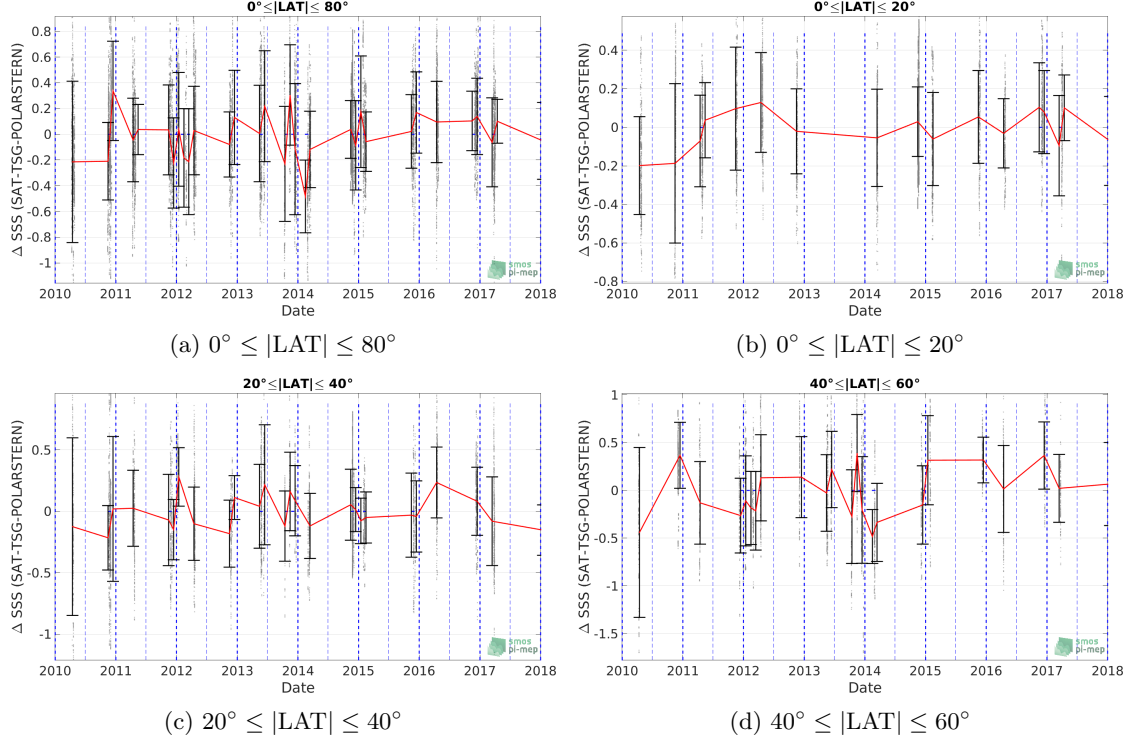 0°≤|LAT|≤ 80°
Δ SSS (SAT-TSG-POLARSTERN)
0.8
0.6
0.4
0.2
0
-0.2
-0.4
-0.6
-0.8
-1
2010 2011 2012 2013 2014 2015 2016 2017 2018
Date
smos
pi-mep
(a) 0° ≤ |LAT| ≤ 80°
0°≤|LAT|≤ 20°
Δ SSS (SAT-TSG-POLARSTERN)
0.4
0.2
0
-0.2
-0.4
-0.6
-0.8
2010 2011 2012 2013 2014 2015 2016 2017 2018
Date
smos
pi-mep
(b) 0° ≤ |LAT| ≤ 20°
20°≤|LAT|≤ 40°
Δ SSS (SAT-TSG-POLARSTERN)
0.5
0
-0.5
-1
2010 2011 2012 2013 2014 2015 2016 2017 2018
Date
smos
pi-mep
(c) 20° ≤ |LAT| ≤ 40°
40°≤|LAT|≤ 60°
Δ SSS (SAT-TSG-POLARSTERN)
1
0.5
0
-0.5
-1
-1.5
2010 2011 2012 2013 2014 2015 2016 2017 2018
Date
smos
pi-mep
(d) 40° ≤ |LAT| ≤ 60°